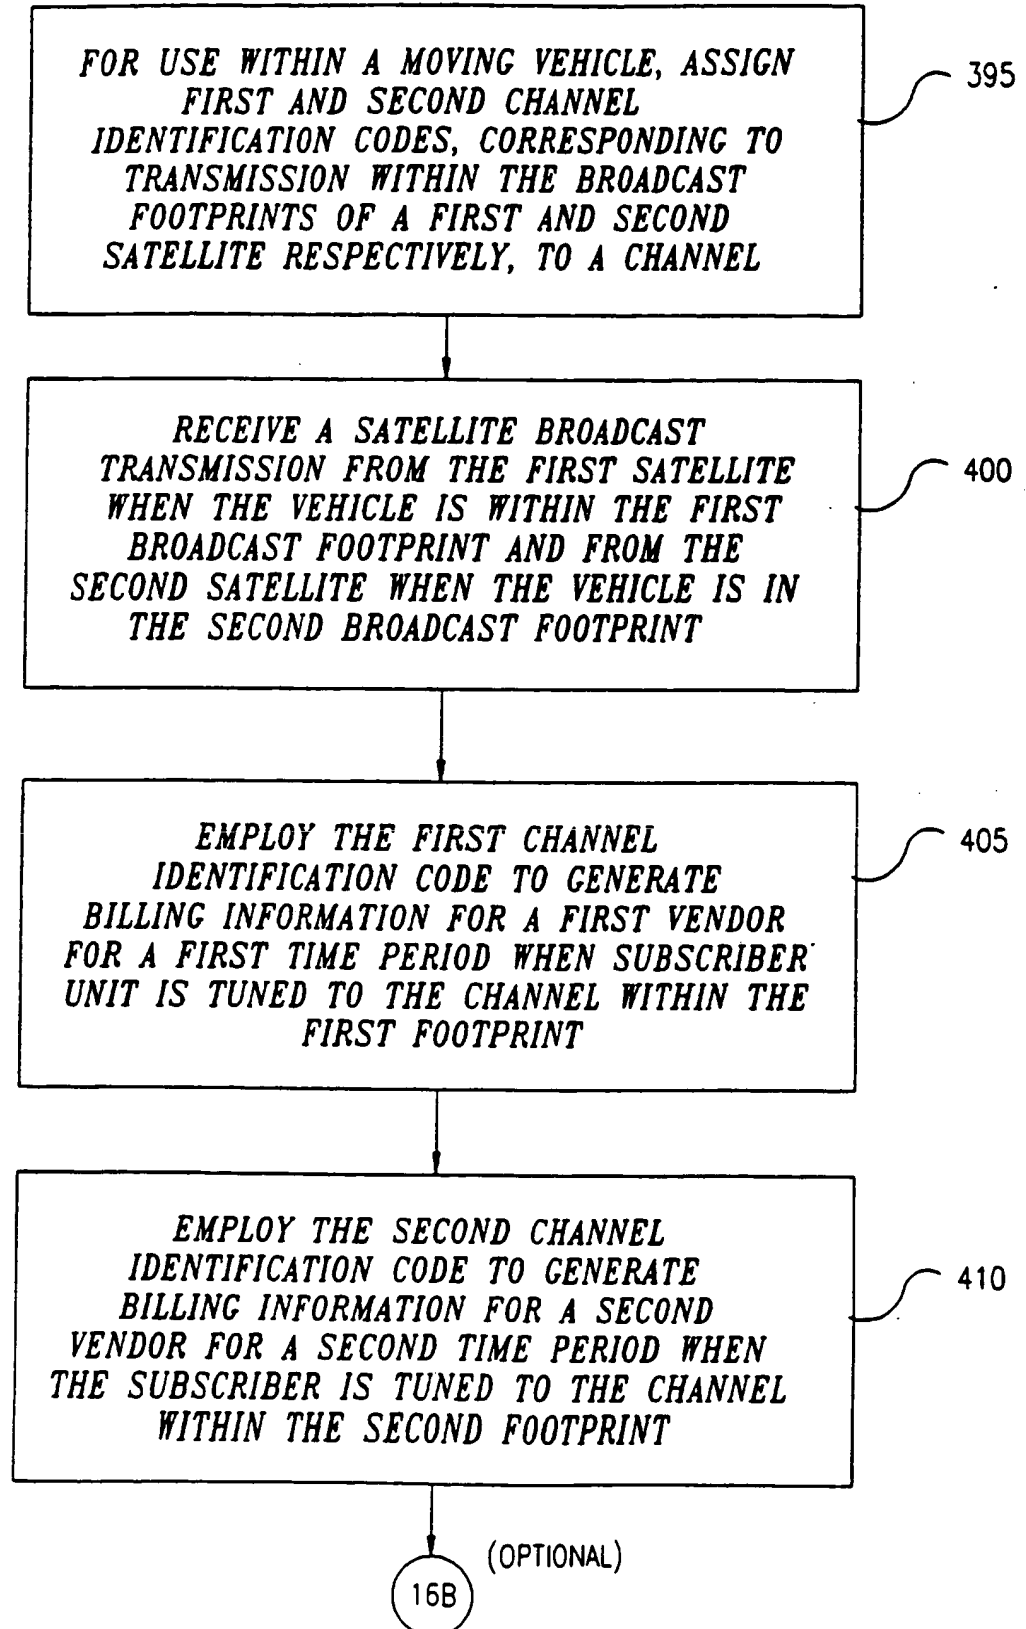 FOR USE WITHIN A MOVING VEHICLE, ASSIGN
FIRST AND SECOND CHANNEL
IDENTIFICATION CODES, CORRESPONDING TO
TRANSMISSION WITHIN THE BROADCAST
FOOTPRINTS OF A FIRST AND SECOND
SATELLITE RESPECTIVELY, TO A CHANNEL
395
RECEIVE A SATELLITE BROADCAST
TRANSMISSION FROM THE FIRST SATELLITE
WHEN THE VEHICLE IS WITHIN THE FIRST
BROADCAST FOOTPRINT AND FROM THE
SECOND SATELLITE WHEN THE VEHICLE IS IN
THE SECOND BROADCAST FOOTPRINT
400
EMPLOY THE FIRST CHANNEL
IDENTIFICATION CODE TO GENERATE
BILLING INFORMATION FOR A FIRST VENDOR
FOR A FIRST TIME PERIOD WHEN SUBSCRIBER
UNIT IS TUNED TO THE CHANNEL WITHIN THE
FIRST FOOTPRINT
405
EMPLOY THE SECOND CHANNEL
IDENTIFICATION CODE TO GENERATE
BILLING INFORMATION FOR A SECOND
VENDOR FOR A SECOND TIME PERIOD WHEN
THE SUBSCRIBER IS TUNED TO THE CHANNEL
WITHIN THE SECOND FOOTPRINT
410
(OPTIONAL)
16B